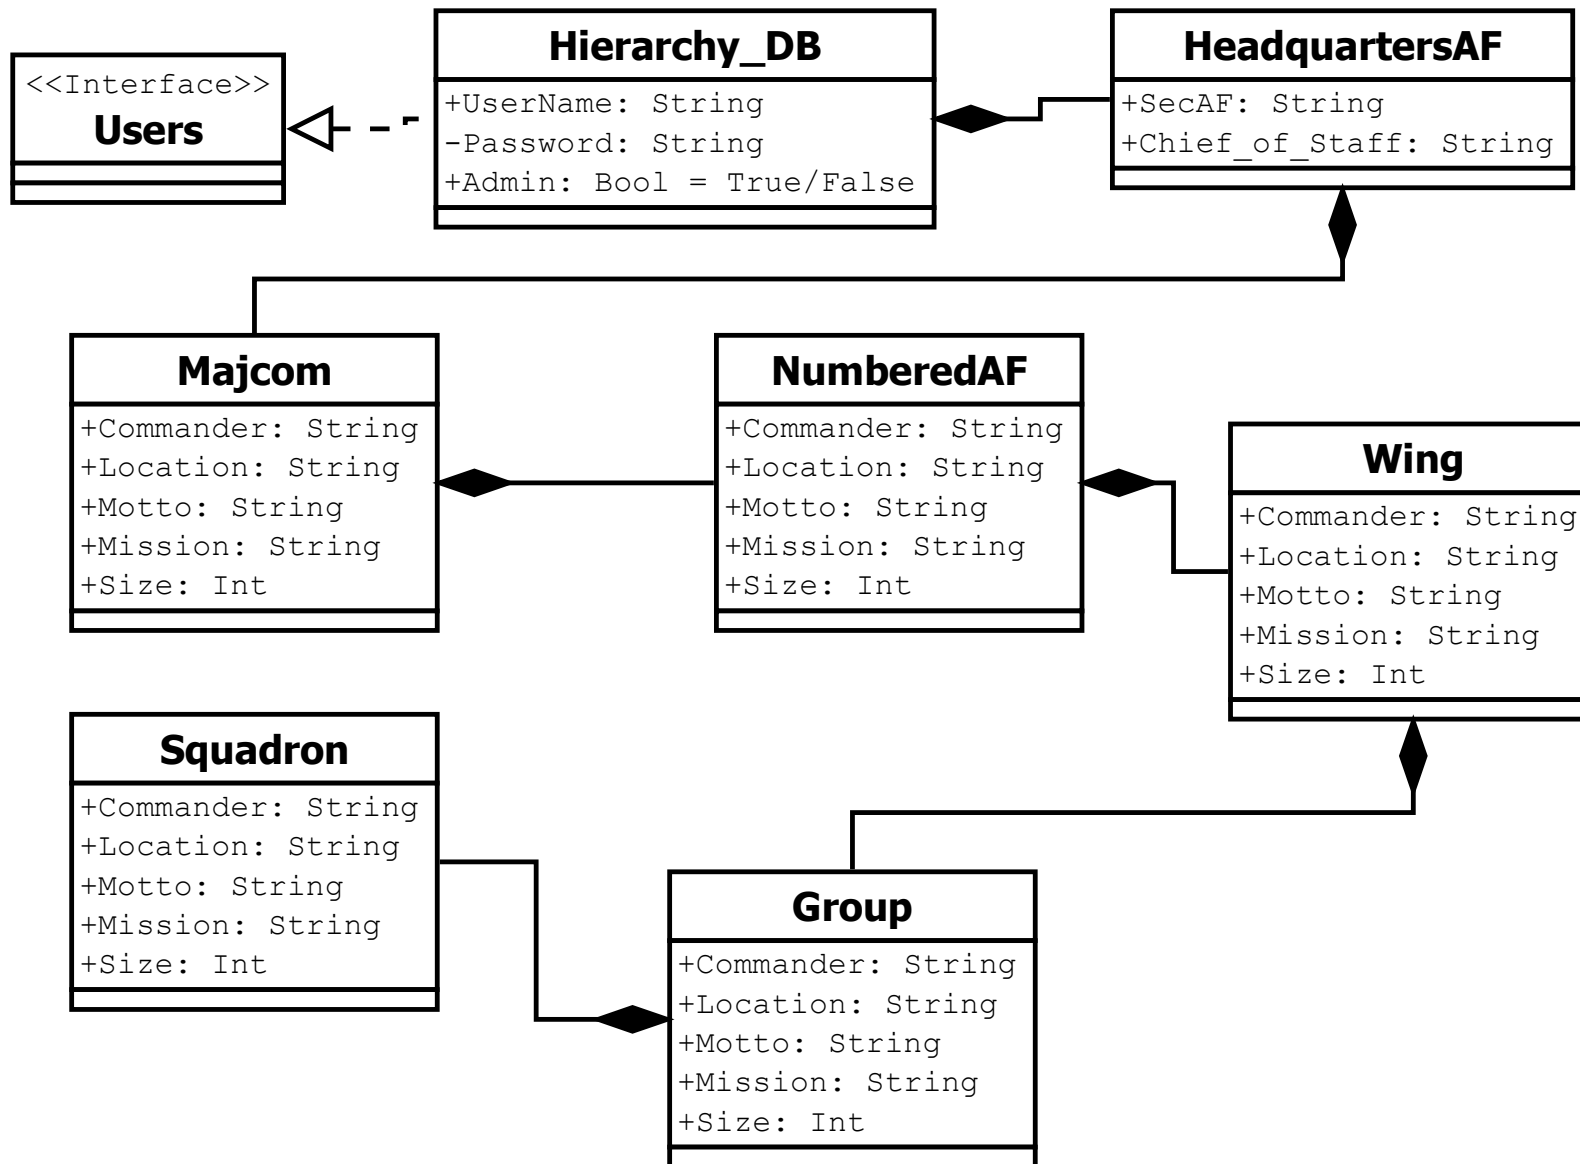 <<Interface>>
Users
Hierarchy_DB
+UserName: String
-Password: String
+Admin: Bool = True/False
HeadquartersAF
+SecAF: String
+Chief_of_Staff: String
Majcom
+Commander: String
+Location: String
+Motto: String
+Mission: String
+Size: Int
NumberedAF
+Commander: String
+Location: String
+Motto: String
+Mission: String
+Size: Int
Wing
+Commander: String
+Location: String
+Motto: String
+Mission: String
+Size: Int
Squadron
+Commander: String
+Location: String
+Motto: String
+Mission: String
+Size: Int
Group
+Commander: String
+Location: String
+Motto: String
+Mission: String
+Size: Int